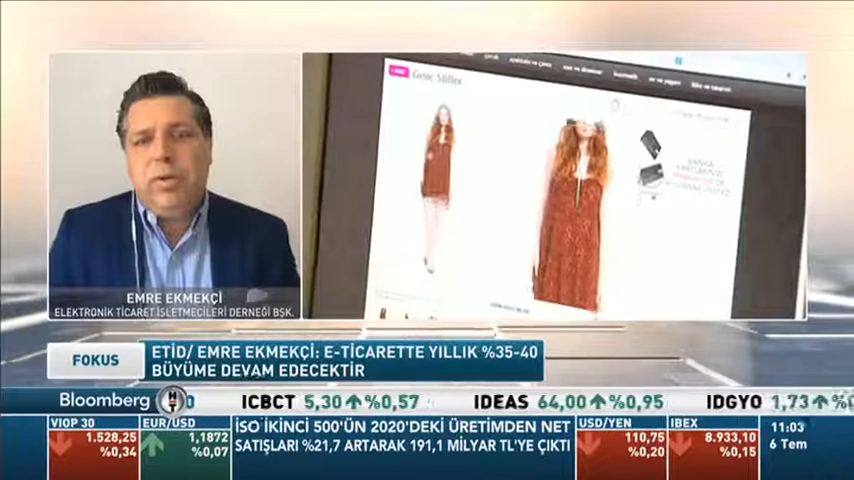 Genç Stiller
EMRE EKMEKÇİ
ELEKTRONİK TİCARET İŞLETMECİLERİ DERNEĞİ BŞK.
FOKUS
ETİD/ EMRE EKMEKÇİ: E-TİCARETTE YILLIK %35-40
BÜYÜME DEVAM EDECEKTİR
Bloomberg HT 0 ICBCT 5,30 %0,57 IDEAS 64,00 %0,95 IDGYO 1,73 %0
VIOP 30
1.528,25
%0,34
EUR/USD
1,1872
%0,07
İSO İKİNCİ 500'ÜN 2020'DEKİ ÜRETİMDEN NET
SATIŞLARI %21,7 ARTARAK 191,1 MİLYAR TL'YE ÇIKTI
USD/YEN
110,75
%0,20
IBEX
8.933,10
%0,15
11:03
6 Tem